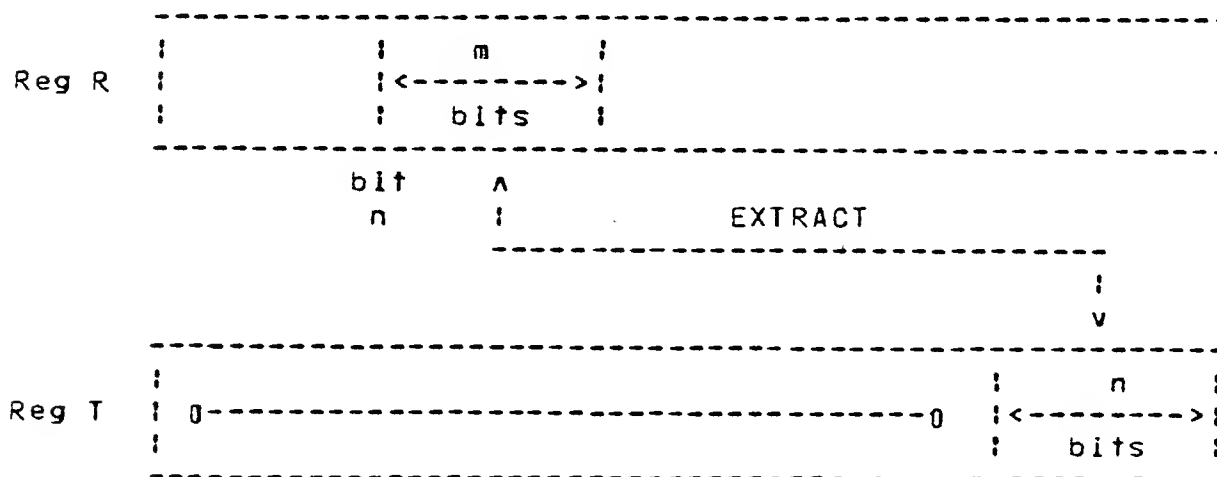 m
Reg R <------->
bits
bit ʌ
n EXTRACT
v
n
Reg T 0-----------------------------0 <------->
bits